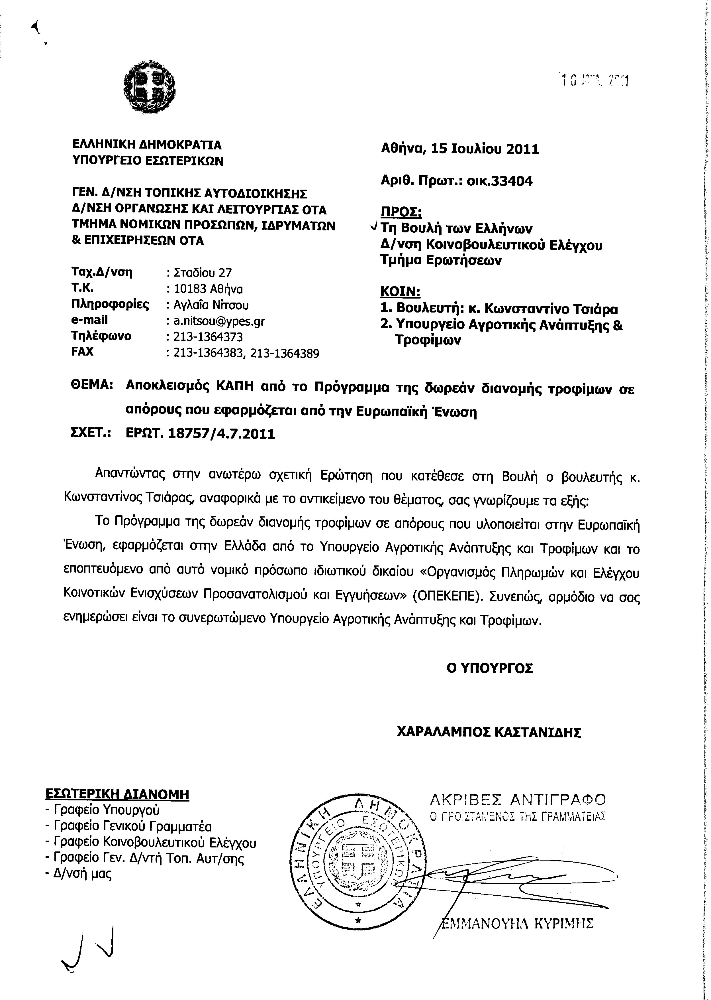 ΕΛΛΗΝΙΚΗ ΔΗΜΟΚΡΑΤΙΑ
ΥΠΟΥΡΓΕΙΟ ΕΣΩΤΕΡΙΚΩΝ
ΓΕΝ. Δ/ΝΣΗ ΤΟΠΙΚΗΣ ΑΥΤΟΔΙΟΙΚΗΣΗΣ
Δ/ΝΣΗ ΟΡΓΑΝΩΣΗΣ ΚΑΙ ΛΕΙΤΟΥΡΓΙΑΣ ΟΤΑ
ΤΜΗΜΑ ΝΟΜΙΚΩΝ ΠΡΟΣΩΠΩΝ, ΙΔΡΥΜΑΤΩΝ
& ΕΠΙΧΕΙΡΗΣΕΩΝ ΟΤΑ
Ταχ.Δ/νση : Σταδίου 27
Τ.Κ. : 10183 Αθήνα
Πληροφορίες : Αγλαΐα Νίτσου
e-mail : a.nitsou@ypes.gr
Τηλέφωνο : 213-1364373
FAX : 213-1364383, 213-1364389
Αθήνα, 15 Ιουλίου 2011
Αριθ. Πρωτ.: οικ.33404
ΠΡΟΣ:
Τη Βουλή των Ελλήνων
Δ/νση Κοινοβουλευτικού Ελέγχου
Τμήμα Ερωτήσεων
ΚΟΙΝ:
1. Βουλευτή: κ. Κωνσταντίνο Τσιάρα
2. Υπουργείο Αγροτικής Ανάπτυξης &
Τροφίμων
ΘΕΜΑ: Αποκλεισμός ΚΑΠΗ από το Πρόγραμμα της δωρεάν διανομής τροφίμων σε
απόρους που εφαρμόζεται από την Ευρωπαϊκή Ένωση
ΣΧΕΤ.: ΕΡΩΤ. 18757/4.7.2011
Απαντώντας στην ανωτέρω σχετική Ερώτηση που κατέθεσε στη Βουλή ο βουλευτής κ.
Κωνσταντίνος Τσιάρας, αναφορικά με το αντικείμενο του θέματος, σας γνωρίζουμε τα εξής:
Το Πρόγραμμα της δωρεάν διανομής τροφίμων σε απόρους που υλοποιείται στην Ευρωπαϊκή
Ένωση, εφαρμόζεται στην Ελλάδα από το Υπουργείο Αγροτικής Ανάπτυξης και Τροφίμων και το
εποπτευόμενο από αυτό νομικό πρόσωπο ιδιωτικού δικαίου «Οργανισμός Πληρωμών και Ελέγχου
Κοινοτικών Ενισχύσεων Προσανατολισμού και Εγγυήσεων» (ΟΠΕΚΕΠΕ). Συνεπώς, αρμόδιο να σας
ενημερώσει είναι το συνερωτώμενο Υπουργείο Αγροτικής Ανάπτυξης και Τροφίμων.
Ο ΥΠΟΥΡΓΟΣ
ΧΑΡΑΛΑΜΠΟΣ ΚΑΣΤΑΝΙΔΗΣ
ΕΣΩΤΕΡΙΚΗ ΔΙΑΝΟΜΗ
- Γραφείο Υπουργού
- Γραφείο Γενικού Γραμματέα
- Γραφείο Κοινοβουλευτικού Ελέγχου
- Γραφείο Γεν. Δ/ντή Τοπ. Αυτ/σης
- Δ/νσή μας
ΕΛΛΗΝΙΚΗ ΔΗΜΟΚΡΑΤΙΑ
ΥΠΟΥΡΓΕΙΟ ΕΣΩΤΕΡΙΚΩΝ
ΑΚΡΙΒΕΣ ΑΝΤΙΓΡΑΦΟ
Ο ΠΡΟΪΣΤΑΜΕΝΟΣ ΤΗΣ ΓΡΑΜΜΑΤΕΙΑΣ
ΕΜΜΑΝΟΥΗΛ ΚΥΡΙΜΗΣ